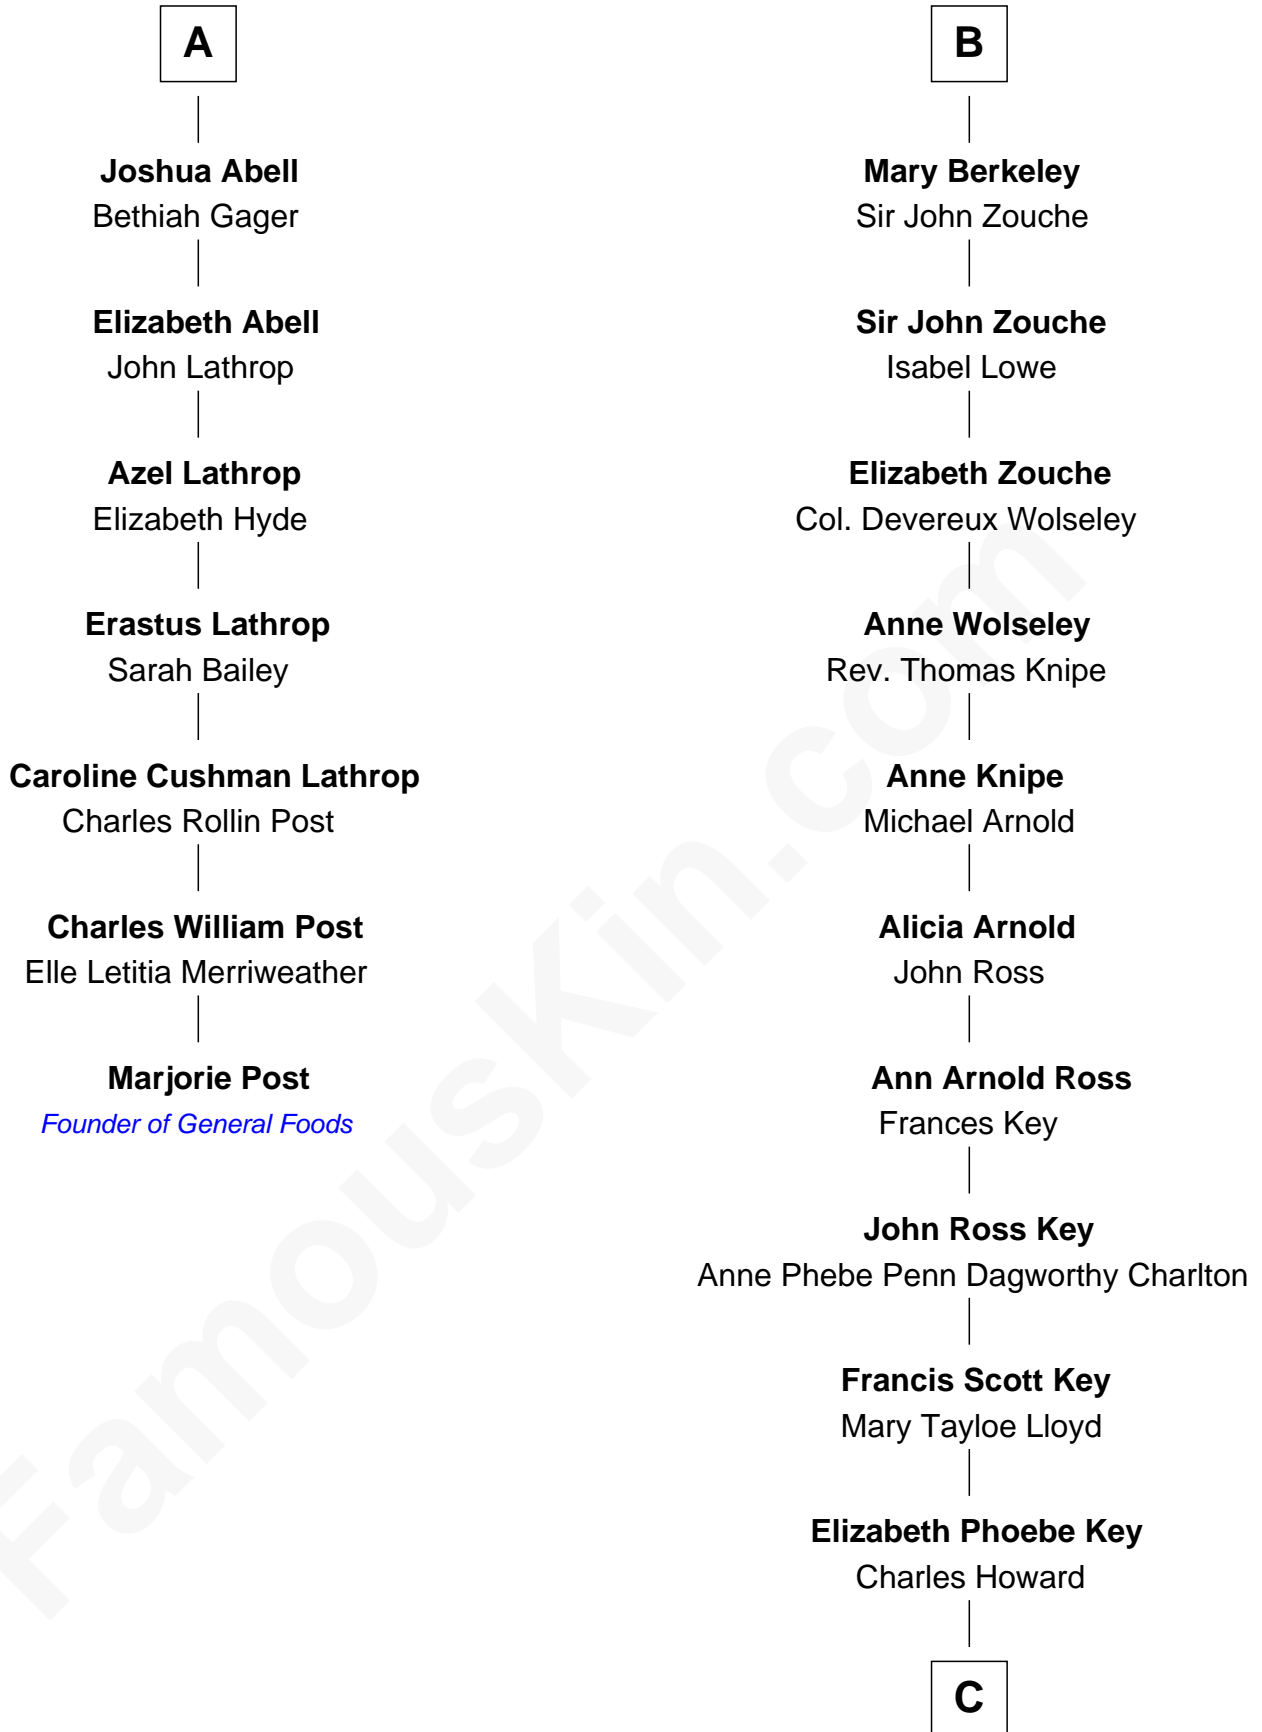 A
Joshua Abell
Bethiah Gager
Elizabeth Abell
John Lathrop
Azel Lathrop
Elizabeth Hyde
Erastus Lathrop
Sarah Bailey
Caroline Cushman Lathrop
Charles Rollin Post
Charles William Post
Elle Letitia Merriweather
Marjorie Post
Founder of General Foods
B
Mary Berkeley
Sir John Zouche
Sir John Zouche
Isabel Lowe
Elizabeth Zouche
Col. Devereux Wolseley
Anne Wolseley
Rev. Thomas Knipe
Anne Knipe
Michael Arnold
Alicia Arnold
John Ross
Ann Arnold Ross
Frances Key
John Ross Key
Anne Phebe Penn Dagworthy Charlton
Francis Scott Key
Mary Tayloe Lloyd
Elizabeth Phoebe Key
Charles Howard
C
FamousKin.com